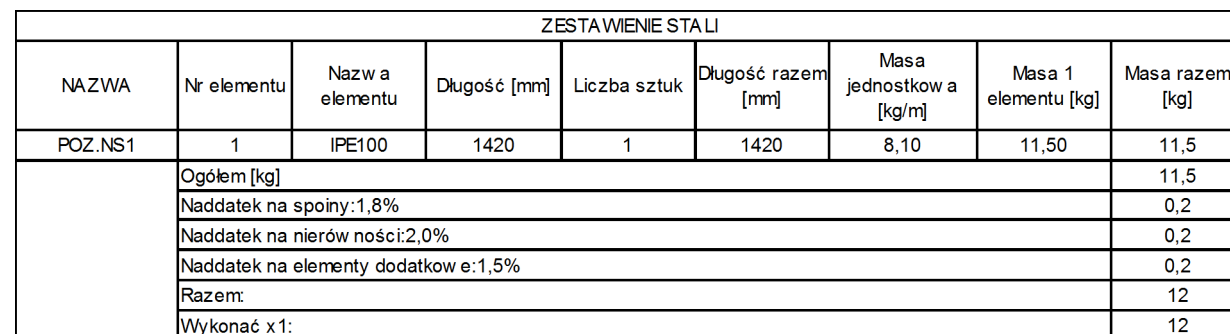 ZESTAWIENIE STALI
NAZWA Nr elementu Nazwa elementu Długość [mm] Liczba sztuk Długość razem [mm] Masa jednostkowa [kg/m] Masa 1 elementu [kg] Masa razem [kg]
POZ.NS1 1 IPE100 1420 1 1420 8,10 11,50 11,5
Ogółem [kg] 11,5
Naddatek na spoiny:1,8% 0,2
Naddatek na nierówności:2,0% 0,2
Naddatek na elementy dodatkowe:1,5% 0,2
Razem: 12
Wykonać x1: 12